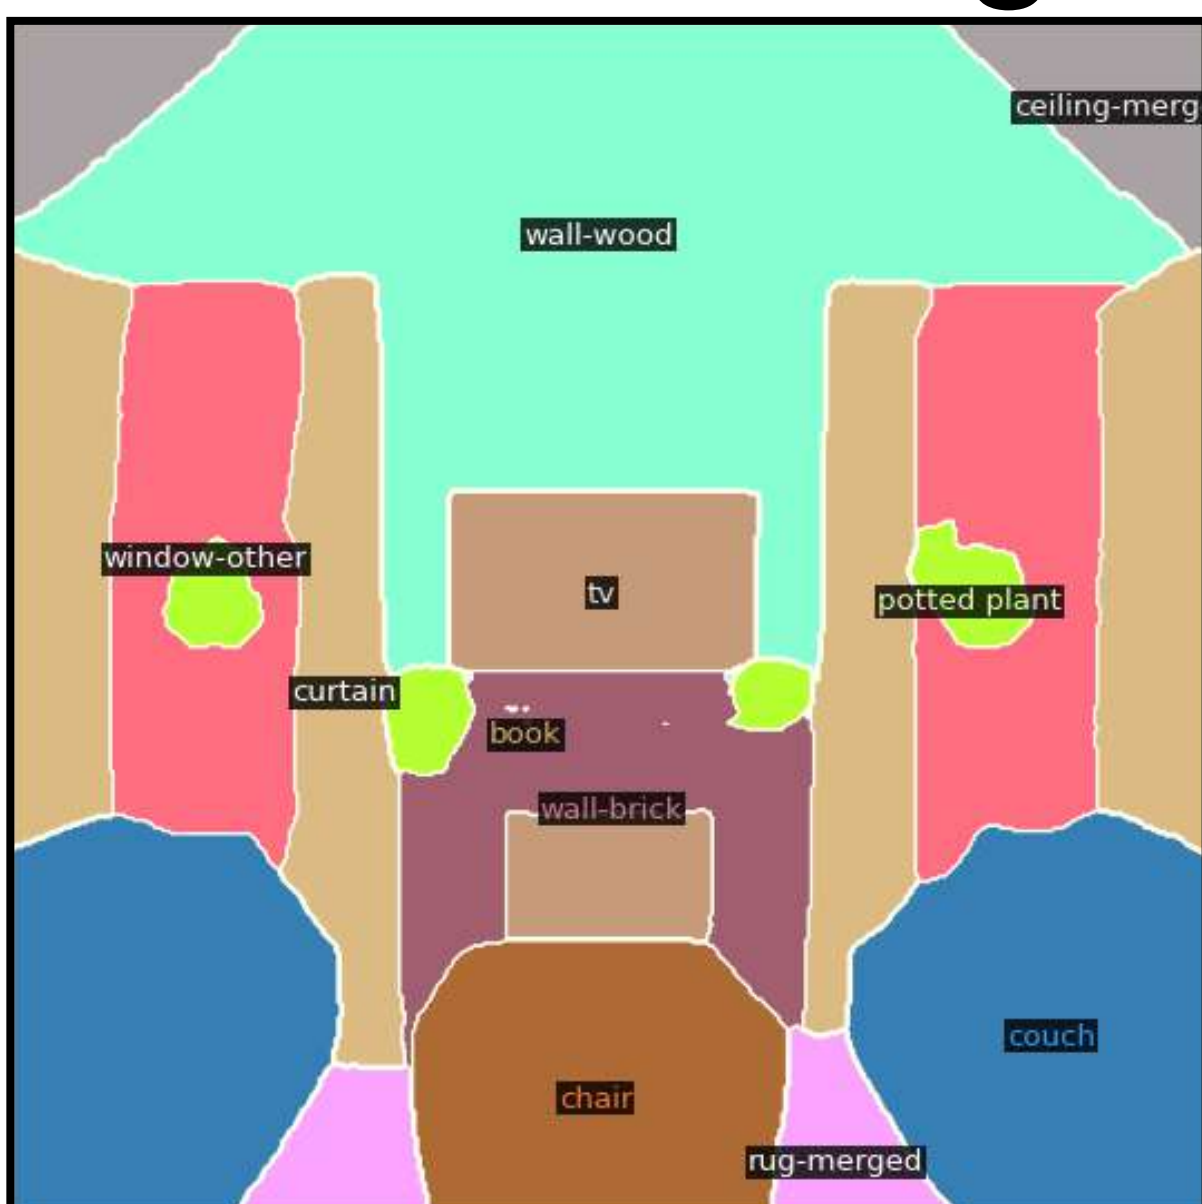 ceiling-merg
wall-wood
window-other
tv
potted plant
curtain
book
wall-brick
couch
chair
rug-merged